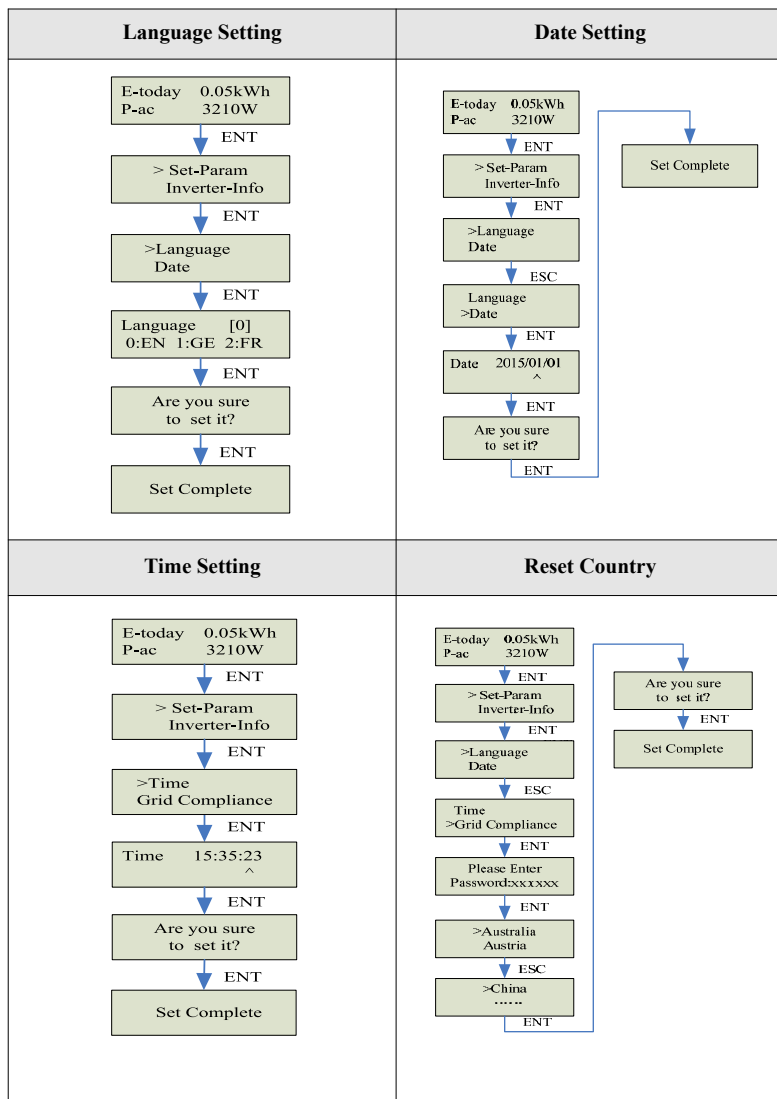 Language Setting
E-today 0.05kWh
P-ac 3210W
ENT
> Set-Param
Inverter-Info
ENT
>Language
Date
ENT
Language [0]
0:EN 1:GE 2:FR
ENT
Are you sure
to set it?
ENT
Set Complete
Date Setting
E-today 0.05kWh
P-ac 3210W
ENT
> Set-Param
Inverter-Info
ENT
>Language
Date
ESC
Language
>Date
ENT
Date 2015/01/01
^
ENT
Are you sure
to set it?
ENT
Set Complete
Time Setting
E-today 0.05kWh
P-ac 3210W
ENT
> Set-Param
Inverter-Info
ENT
>Time
Grid Compliance
ENT
Time 15:35:23
^
ENT
Are you sure
to set it?
ENT
Set Complete
Reset Country
E-today 0.05kWh
P-ac 3210W
ENT
> Set-Param
Inverter-Info
ENT
>Language
Date
ESC
Time
>Grid Compliance
ENT
Please Enter
Password:xxxxxx
ENT
>Australia
Austria
ESC
>China
......
ENT
Are you sure
to set it?
ENT
Set Complete